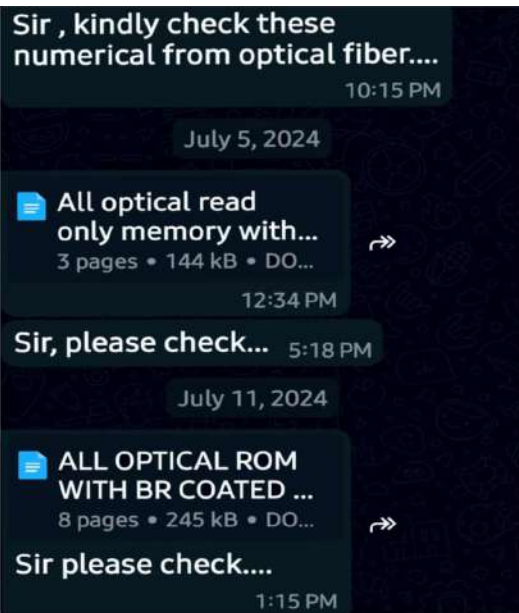 Sir , kindly check these
numerical from optical fiber....
10:15 PM
July 5, 2024
All optical read
only memory with...
3 pages • 144 kB • DO...
12:34 PM
Sir, please check... 5:18 PM
July 11, 2024
ALL OPTICAL ROM
WITH BR COATED ...
8 pages • 245 kB • DO...
Sir please check....
1:15 PM